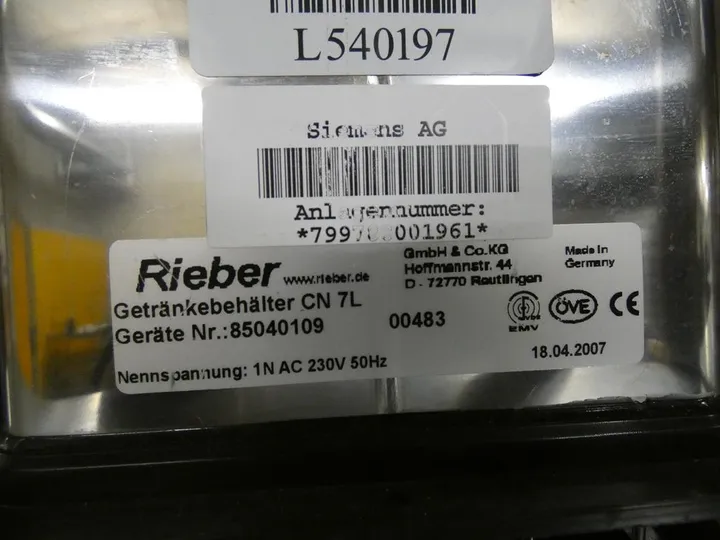 L540197
Siemens AG
Anlagennummer:
Rieber www.rieber.de
GmbH & Co.KG
Hoffmannstr. 44
D - 72770 Reutlingen
Made In
Germany
Getränkebehälter CN 7L
Geräte Nr.:85040109
00483
EMV
ÖVE
CE
18.04.2007
Nennspannung: 1N AC 230V 50Hz